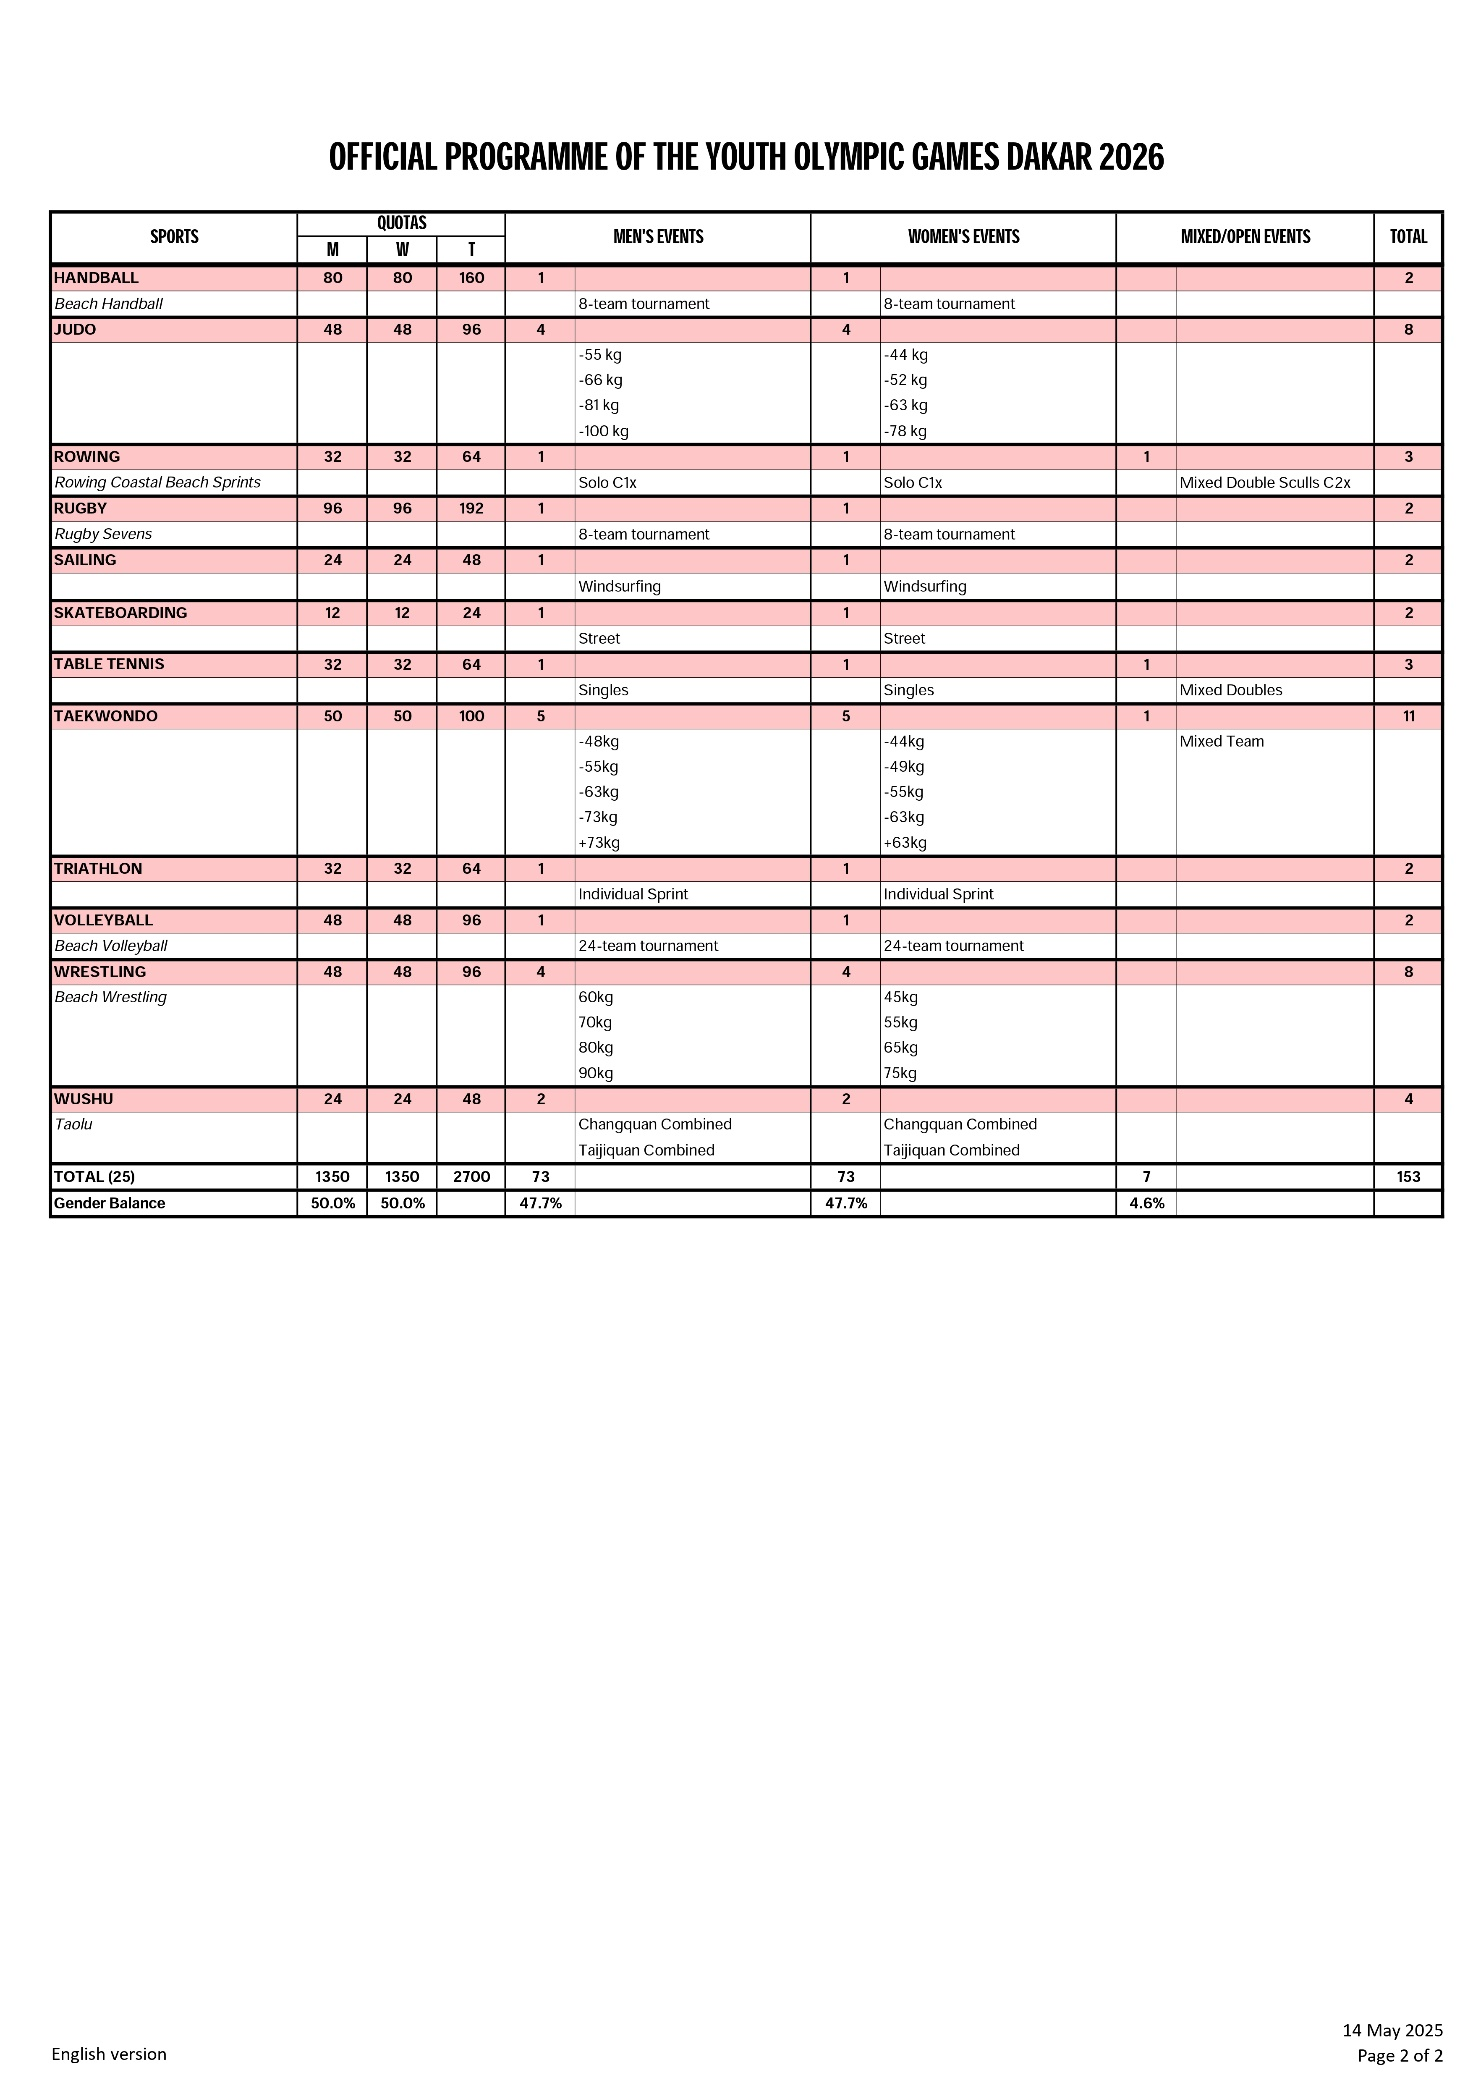 OFFICIAL PROGRAMME OF THE YOUTH OLYMPIC GAMES DAKAR 2026
SPORTS QUOTAS MEN'S EVENTS WOMEN'S EVENTS MIXED/OPEN EVENTS TOTAL
M W T
HANDBALL 80 80 160 1 1 2
Beach Handball 8-team tournament 8-team tournament
JUDO 48 48 96 4 4 8
-55 kg -44 kg
-66 kg -52 kg
-81 kg -63 kg
-100 kg -78 kg
ROWING 32 32 64 1 1 1 3
Rowing Coastal Beach Sprints Solo C1x Solo C1x Mixed Double Sculls C2x
RUGBY 96 96 192 1 1 2
Rugby Sevens 8-team tournament 8-team tournament
SAILING 24 24 48 1 1 2
Windsurfing Windsurfing
SKATEBOARDING 12 12 24 1 1 2
Street Street
TABLE TENNIS 32 32 64 1 1 1 3
Singles Singles Mixed Doubles
TAEKWONDO 50 50 100 5 5 1 11
-48kg -44kg Mixed Team
-55kg -49kg
-63kg -55kg
-73kg -63kg
+73kg +63kg
TRIATHLON 32 32 64 1 1 2
Individual Sprint Individual Sprint
VOLLEYBALL 48 48 96 1 1 2
Beach Volleyball 24-team tournament 24-team tournament
WRESTLING 48 48 96 4 4 8
Beach Wrestling 60kg 45kg
70kg 55kg
80kg 65kg
90kg 75kg
WUSHU 24 24 48 2 2 4
Taolu Changquan Combined Changquan Combined
Taijiquan Combined Taijiquan Combined
TOTAL (25) 1350 1350 2700 73 73 7 153
Gender Balance 50.0% 50.0% 47.7% 47.7% 4.6%
14 May 2025
English version Page 2 of 2